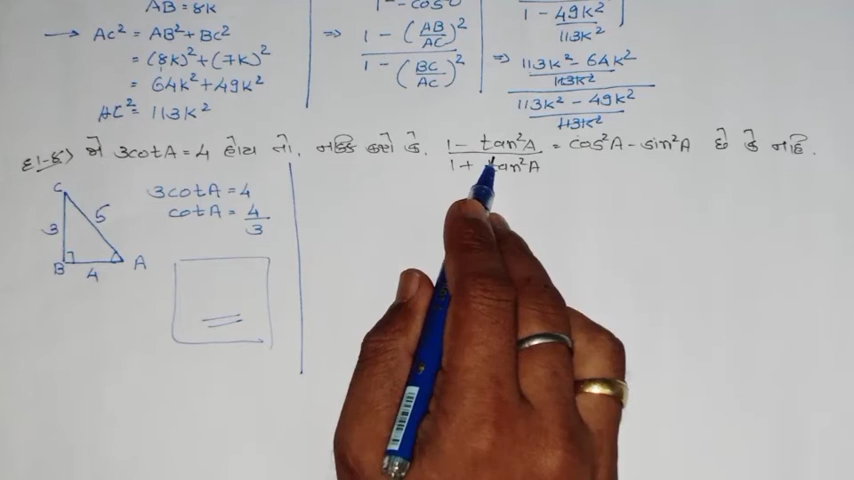 AB = 8k
→ AC² = AB² + BC²
= (8k)² + (7k)²
= 64k² + 49k²
AC² = 113k²
⇒ 1 - (AB/AC)²
1 - (BC/AC)²
1 - 49k²/113k²
⇒ 113k² - 64k²
113k²
113k² - 49k²
113k²
દા-8) જો 3cotA = 4 હોય તો, નક્કી કરો કે, 1 - tan²A / 1 + tan²A = cos²A - sin²A છે કે નહિ.
C
3 5
B 4 A
3cotA = 4
cotA = 4/3